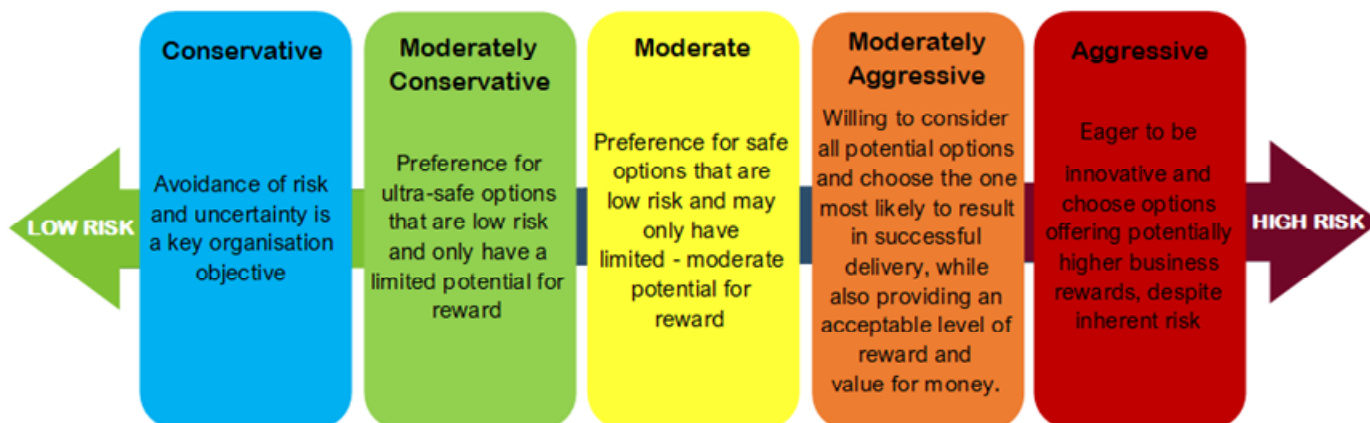 LOW RISK
Conservative
Avoidance of risk
and uncertainty is
a key organisation
objective
Moderately
Conservative
Preference for
ultra-safe options
that are low risk
and only have a
limited potential for
reward
Moderate
Preference for safe
options that are
low risk and may
only have
limited - moderate
potential for
reward
Moderately
Aggressive
Willing to consider
all potential options
and choose the one
most likely to result
in successful
delivery, while
also providing an
acceptable level of
reward and
value for money.
Aggressive
Eager to be
innovative and
choose options
offering potentially
higher business
rewards, despite
inherent risk
HIGH RISK